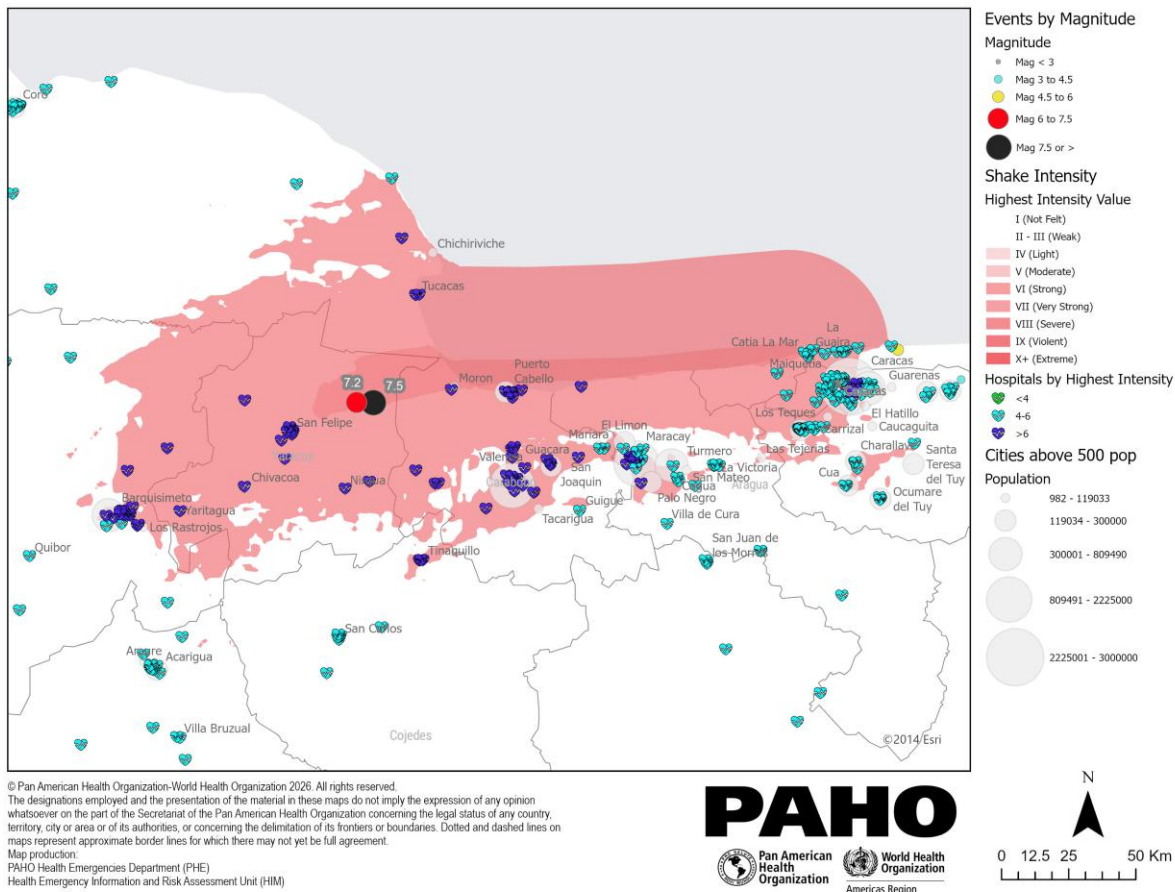 Events by Magnitude
Magnitude
Mag < 3
Mag 3 to 4.5
Mag 4.5 to 6
Mag 6 to 7.5
Mag 7.5 or >
Shake Intensity
Highest Intensity Value
I (Not Felt)
II - III (Weak)
IV (Light)
V (Moderate)
VI (Strong)
VII (Very Strong)
VIII (Severe)
IX (Violent)
X+ (Extreme)
Hospitals by Highest Intensity
<4
4-6
>6
Cities above 500 pop
Population
982 - 119033
119034 - 300000
300001 - 809490
809491 - 2225000
2225001 - 3000000
Coro
Chichiriviche
Tucacas
La
Guaira
Catia La Mar
Maiquetia
Caracas
Guarenas
7.2
7.5
Moron
Puerto
Cabello
San Felipe
Los Teques
El Hatillo
Caucaguita
Carrizal
El Limon
Mariara
Maracay
Turmero
Las Tejerias
Charallave
Santa
Teresa
del Tuy
Valencia
Guacara
San
Joaquin
La Victoria
San Mateo
Cagua
Aragua
Cua
Chivacoa
Nirgua
Carabobo
Palo Negro
Ocumare
del Tuy
Barquisimeto
Yaritagua
Los Rastrojos
Guigue
Tacarigua
Villa de Cura
Quibor
Tinaquillo
San Juan de
los Morros
San Carlos
Araure
Acarigua
Villa Bruzual
Cojedes
©2014 Esri
© Pan American Health Organization-World Health Organization 2026. All rights reserved.
The designations employed and the presentation of the material in these maps do not imply the expression of any opinion
whatsoever on the part of the Secretariat of the Pan American Health Organization concerning the legal status of any country,
territory, city or area or of its authorities, or concerning the delimitation of its frontiers or boundaries. Dotted and dashed lines on
maps represent approximate border lines for which there may not yet be full agreement.
Map production:
PAHO Health Emergencies Department (PHE)
Health Emergency Information and Risk Assessment Unit (HIM)
PAHO
Pan American
Health
Organization
World Health
Organization
Americas Region
N
0 12.5 25 50 Km